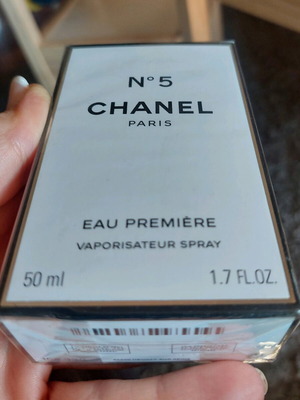 N°5
CHANEL
PARIS
EAU PREMIÈRE
VAPORISATEUR SPRAY
50 ml 1.7 FL.OZ.